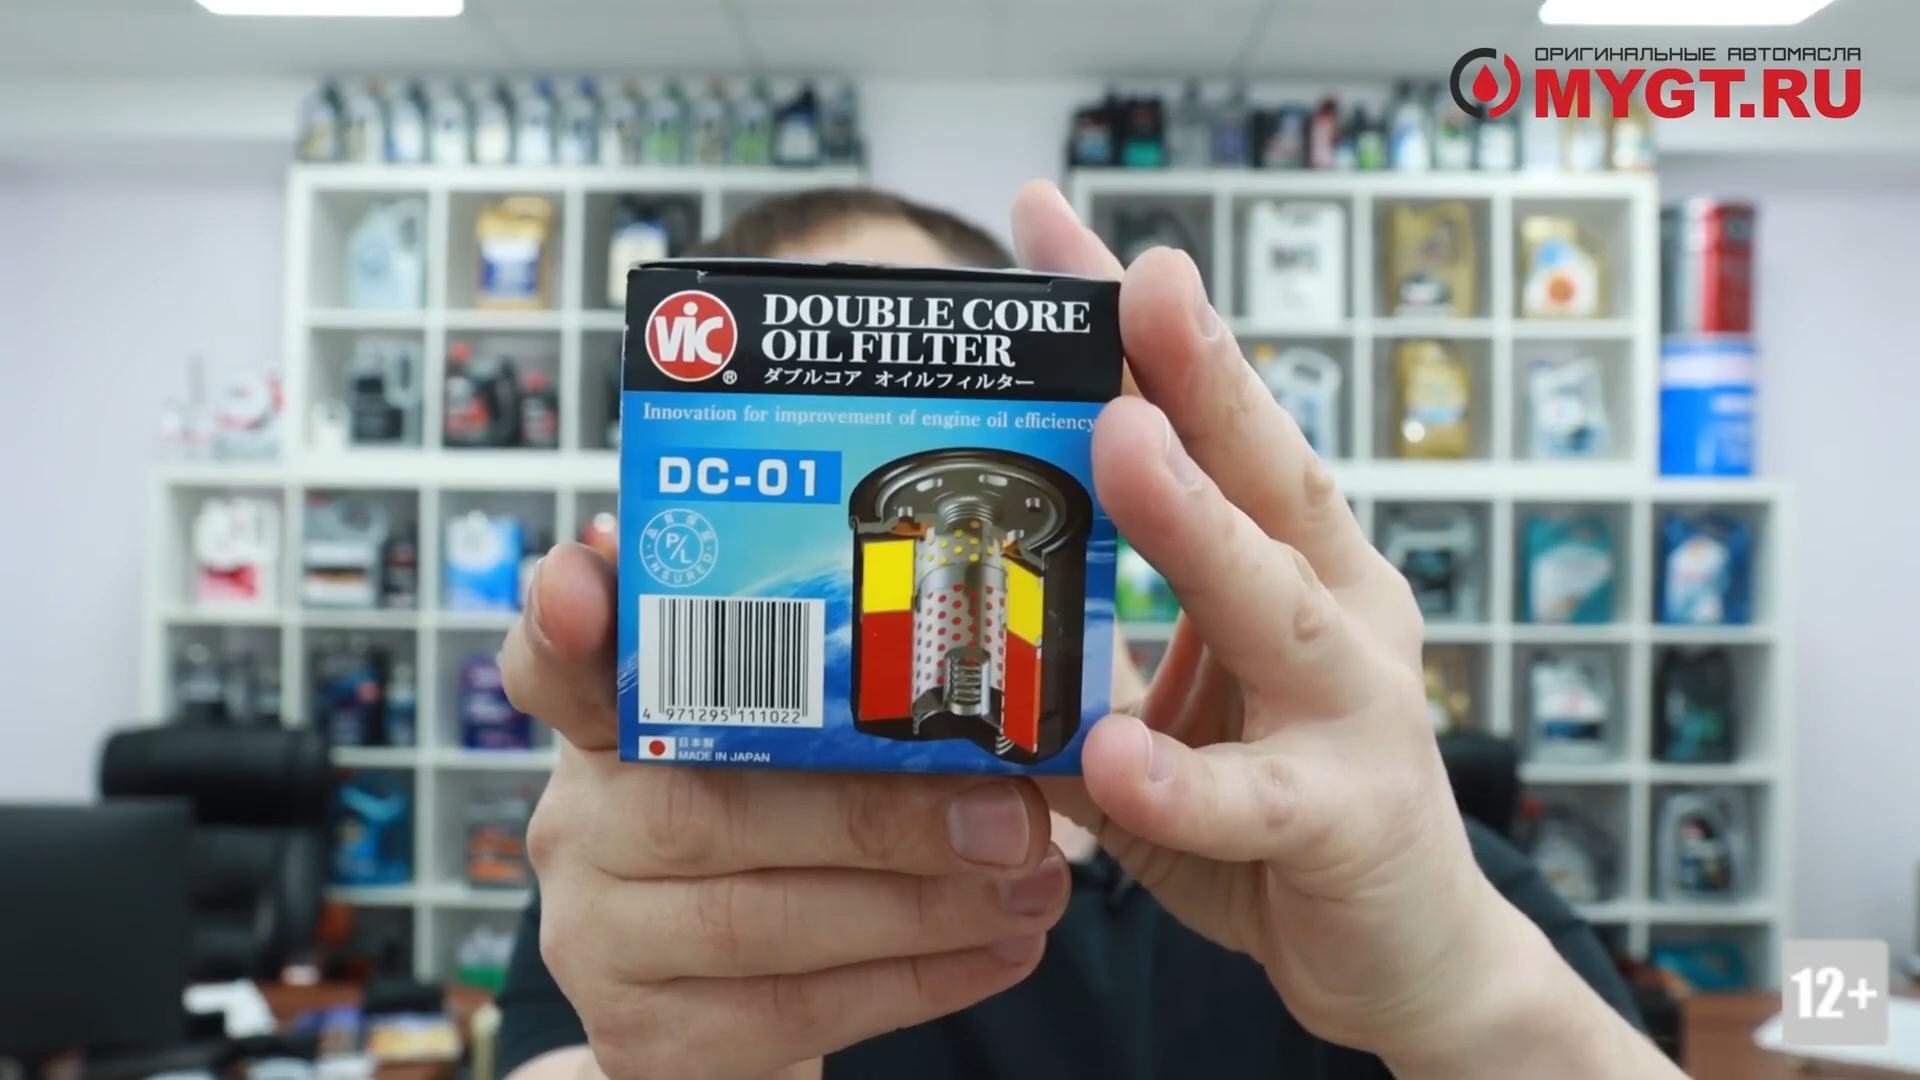 ОРИГИНАЛЬНЫЕ АВТОМАСЛА
MYGT.RU
VIC
®
DOUBLE CORE
OIL FILTER
ダブルコア オイルフィルター
Innovation for improvement of engine oil efficiency
DC-01
P/L
INSURED
4 971295 111022
日本製
MADE IN JAPAN
12+